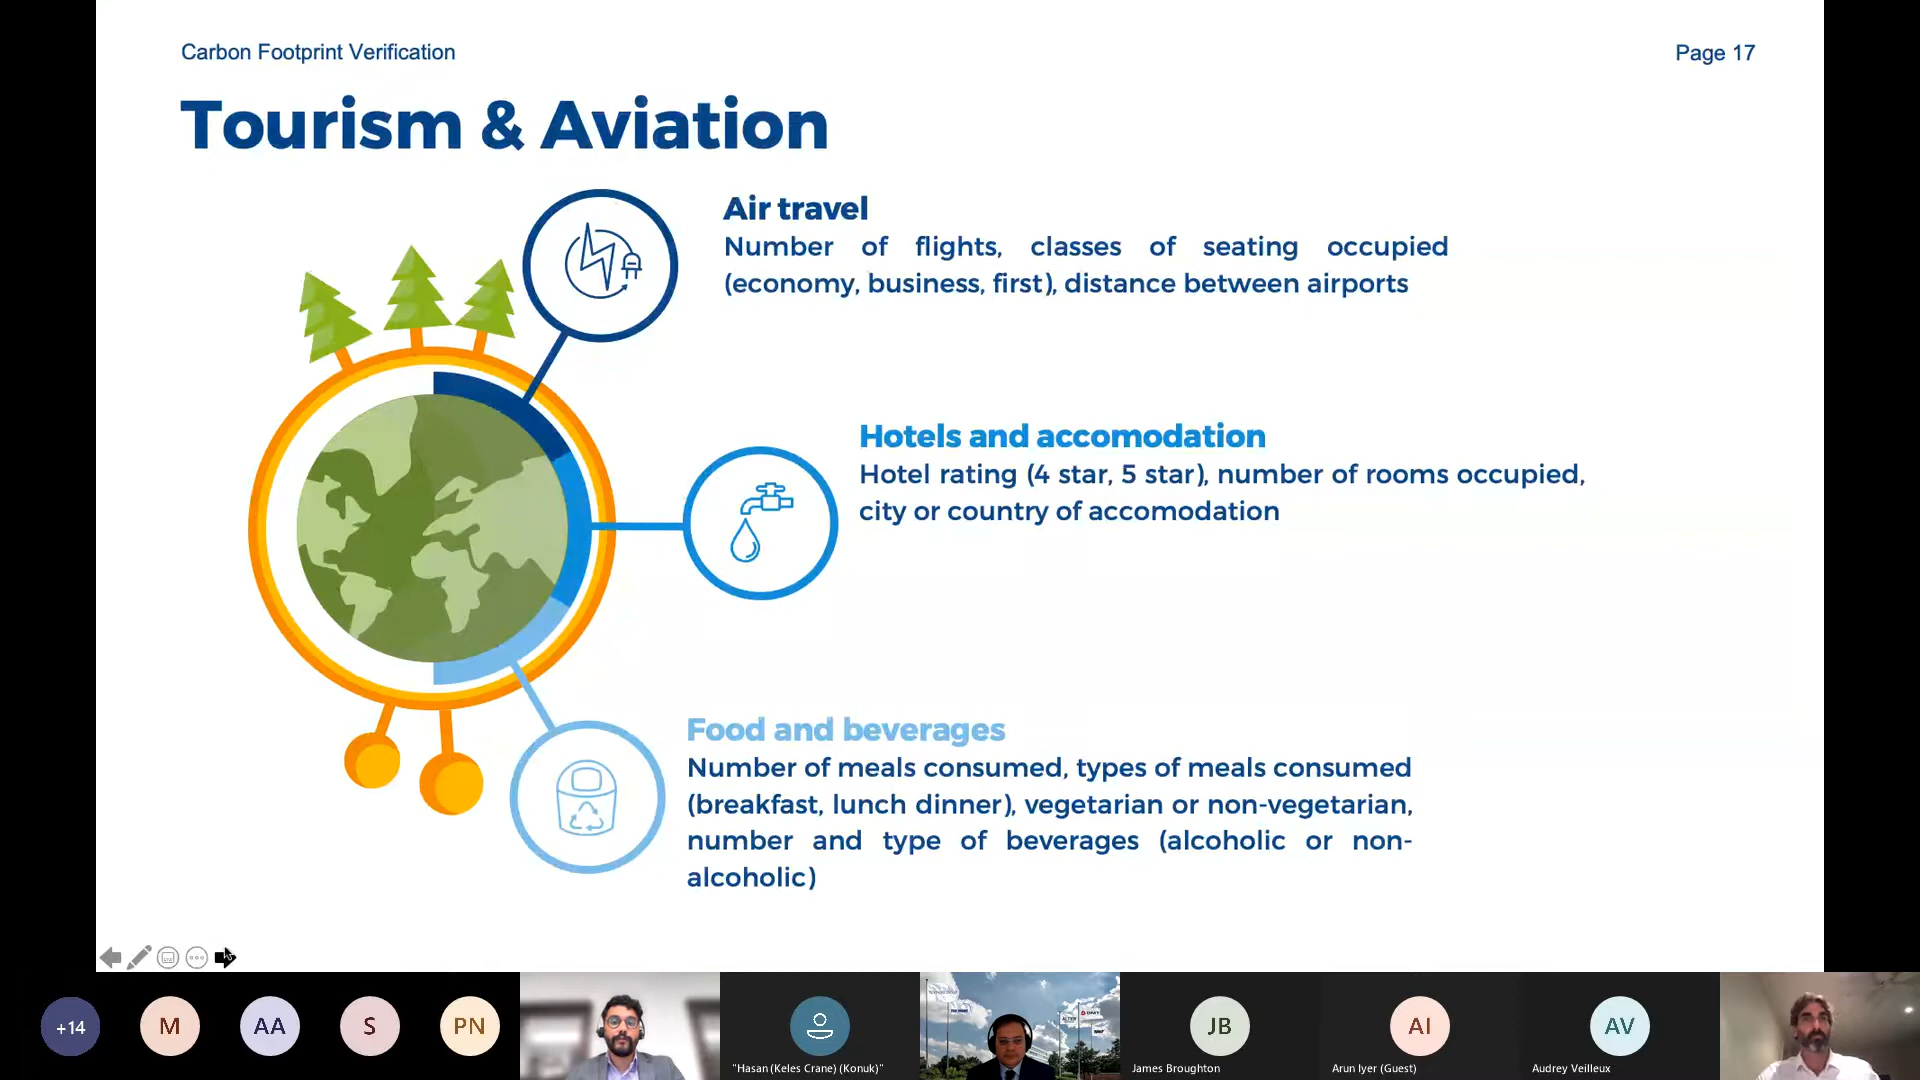 Carbon Footprint Verification
Page 17
Tourism & Aviation
Air travel
Number of flights, classes of seating occupied
(economy, business, first), distance between airports
Hotels and accomodation
Hotel rating (4 star, 5 star), number of rooms occupied,
city or country of accomodation
Food and beverages
Number of meals consumed, types of meals consumed
(breakfast, lunch dinner), vegetarian or non-vegetarian,
number and type of beverages (alcoholic or non-
alcoholic)
+14
M
AA
S
PN
"Hasan (Keles Crane) (Konuk)"
JB
James Broughton
AI
Arun Iyer (Guest)
AV
Audrey Veilleux